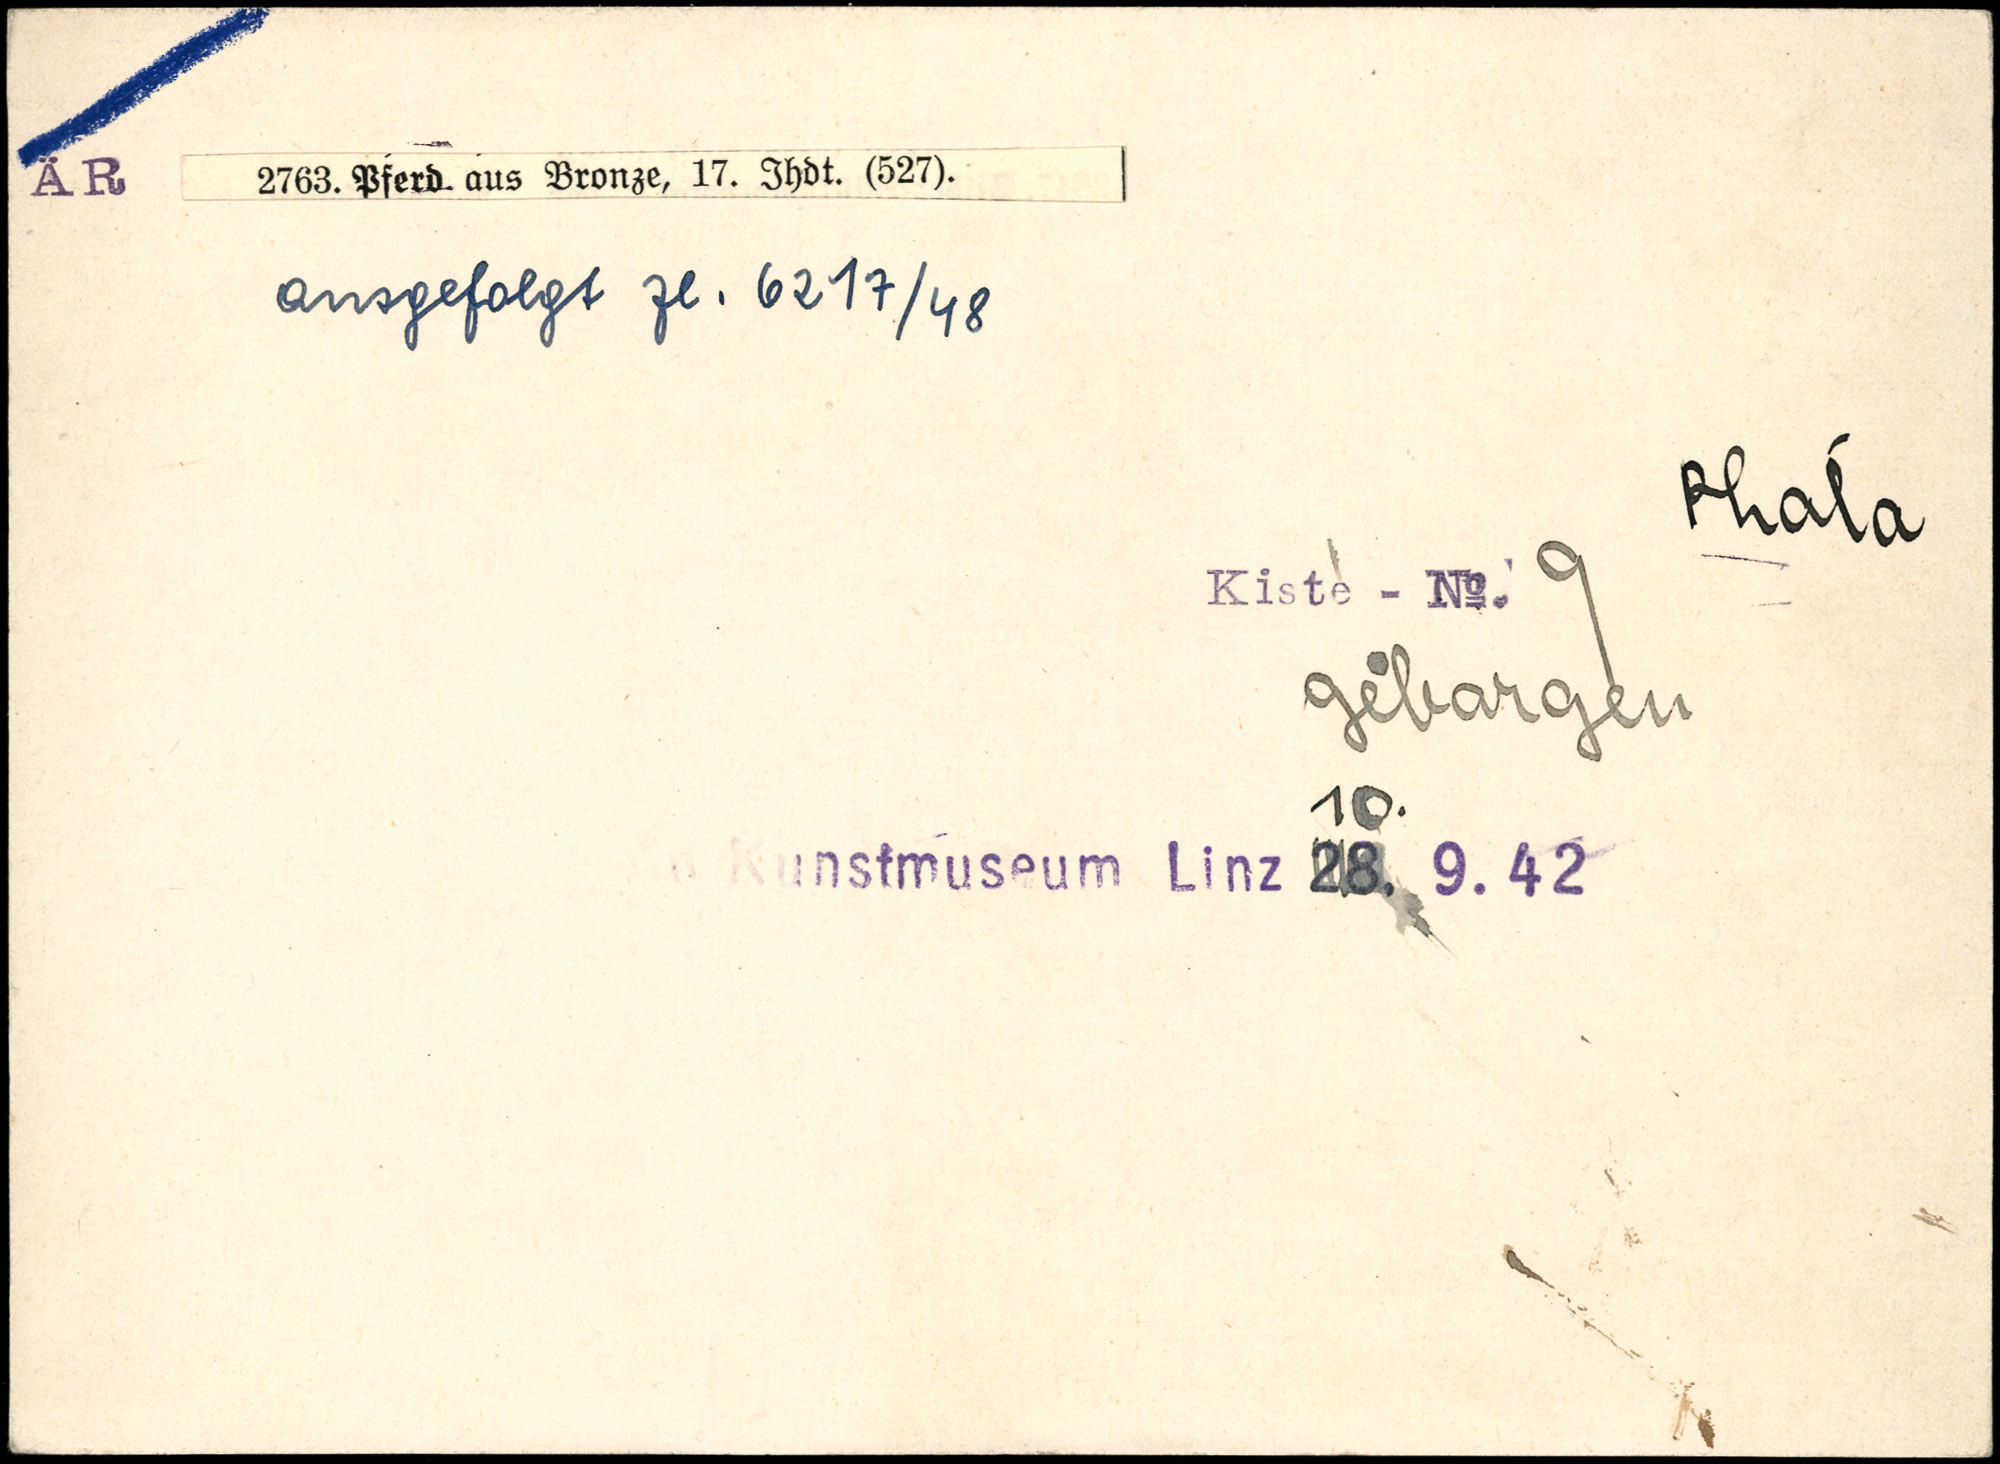 ÄR
2763. Pferd aus Bronze, 17. Jhdt. (527).
ausgefolgt Zl. 6217/48
Kiste - No. 9
geborgen
10.
Kunstmuseum Linz 28. 9. 42